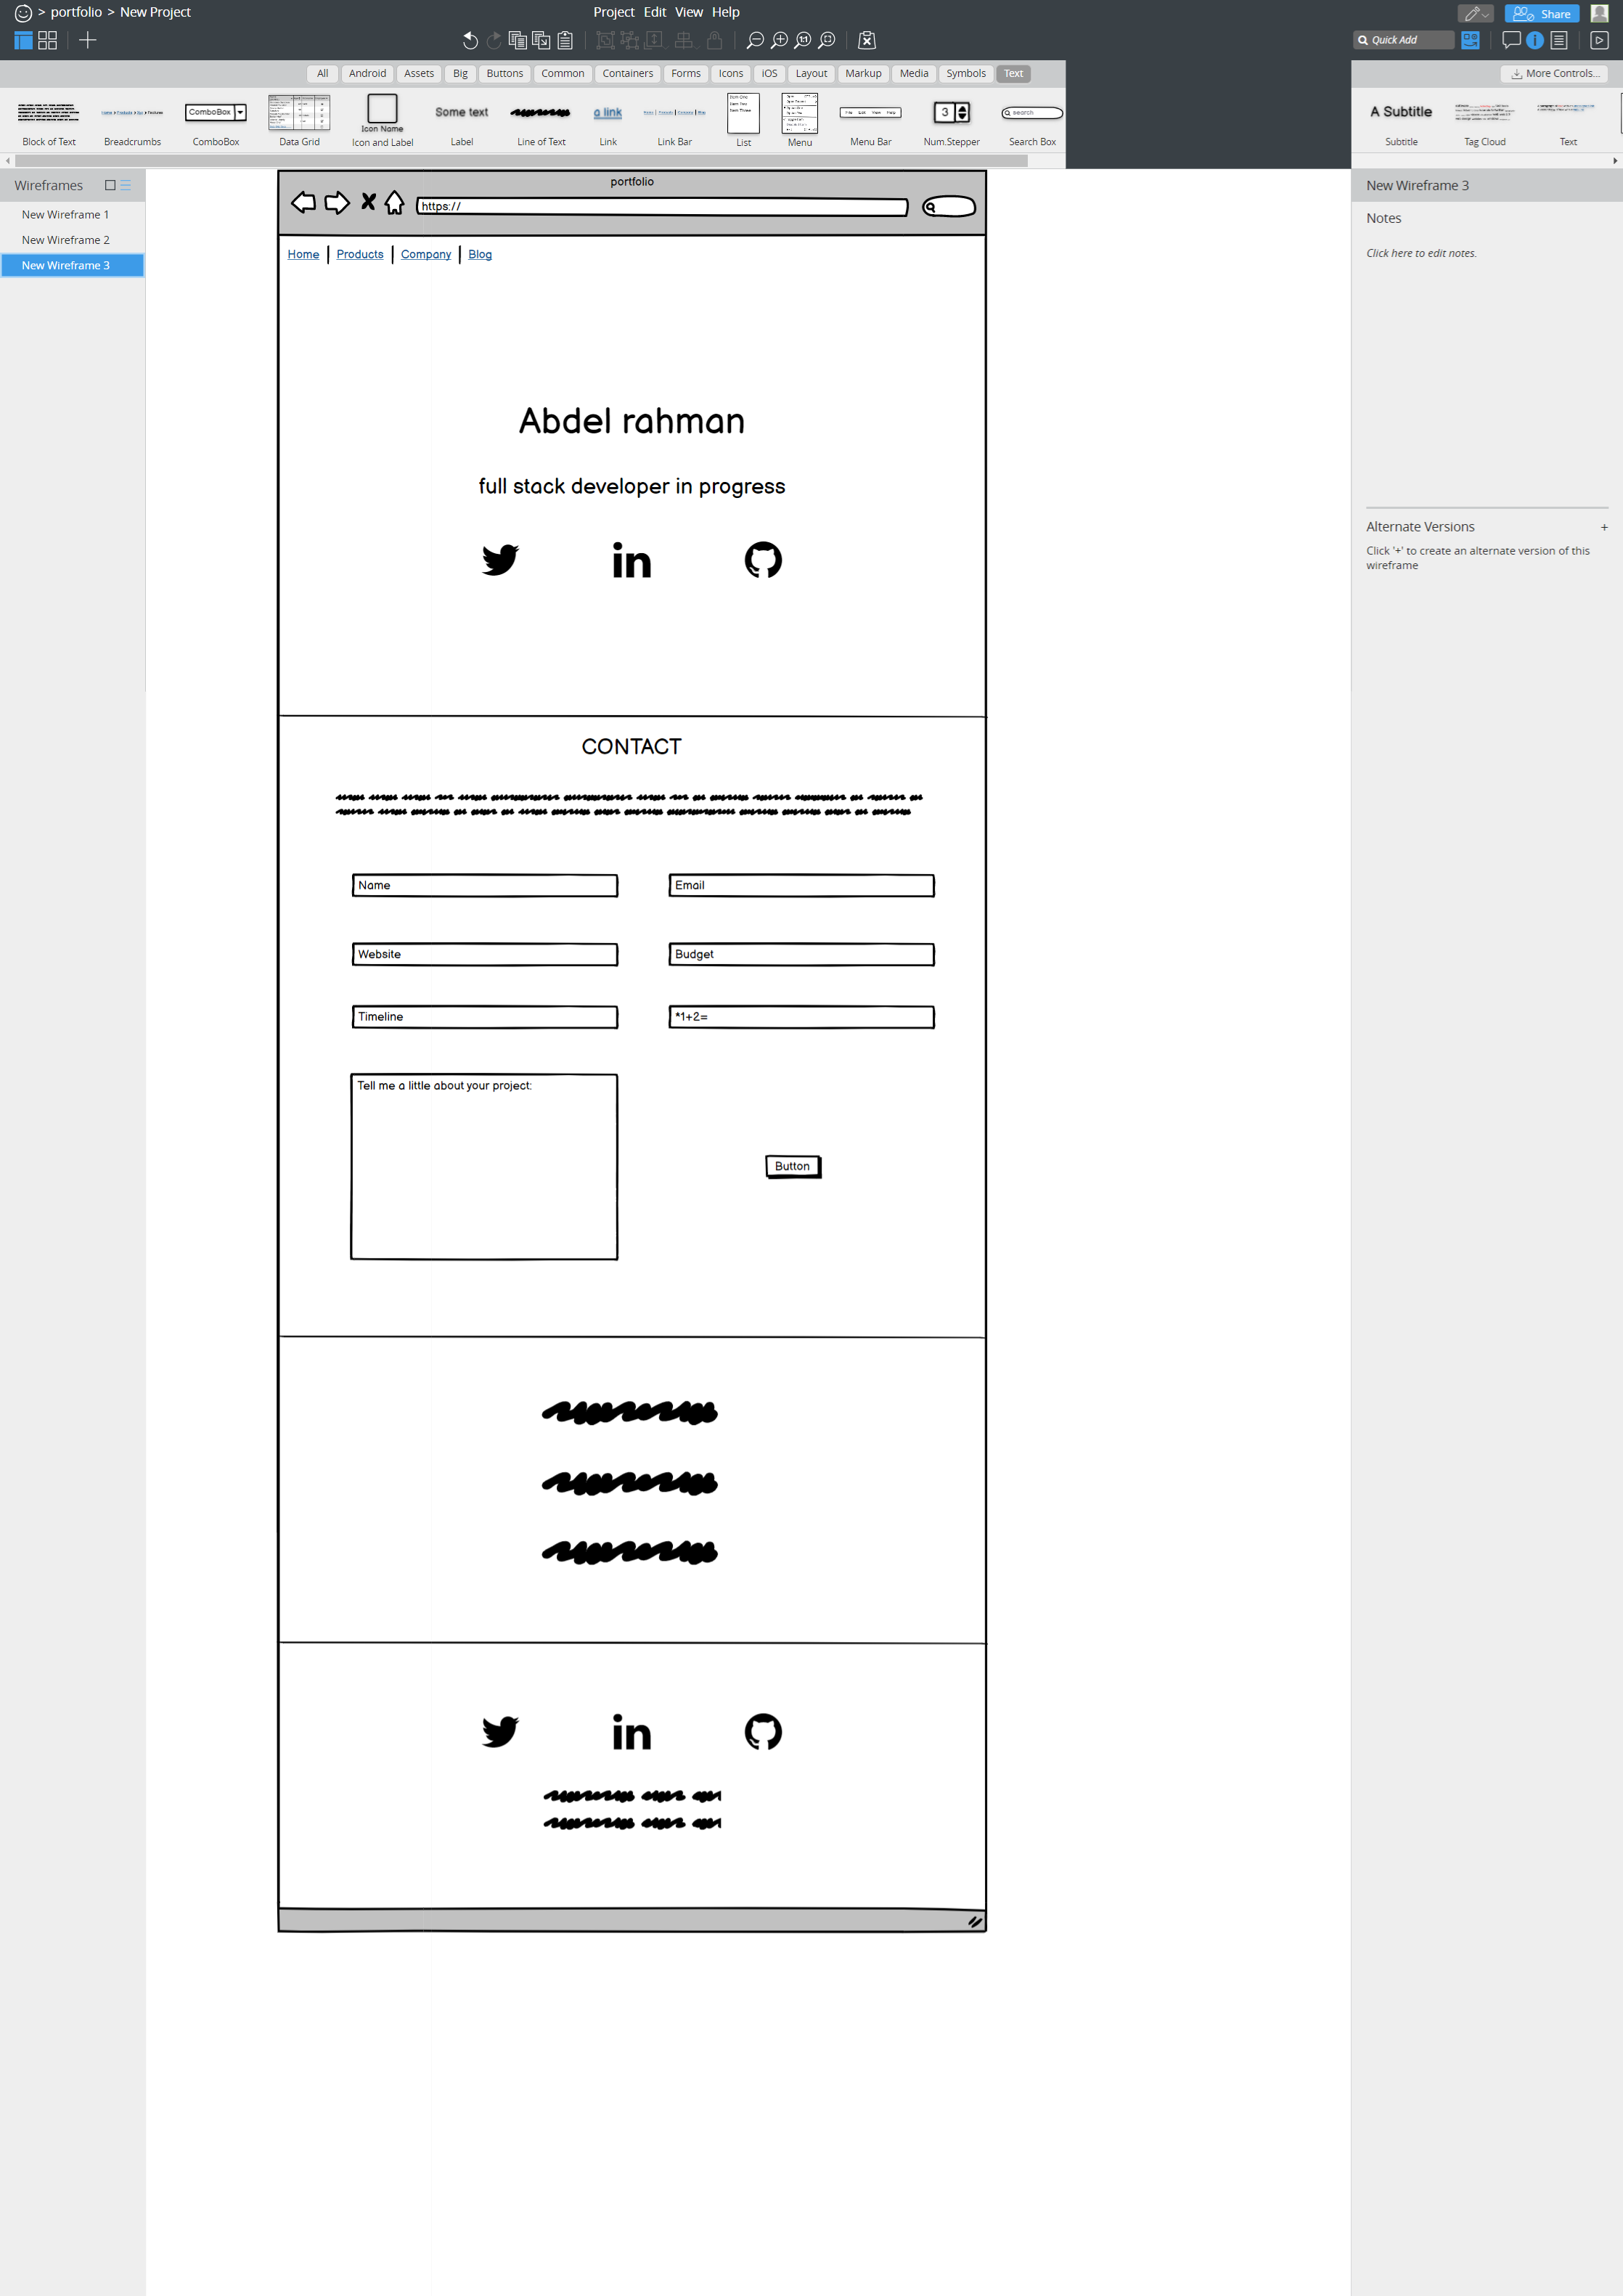 > portfolio > New Project
Project Edit View Help
Share
Quick Add
All Android Assets Big Buttons Common Containers Forms Icons iOS Layout Markup Media Symbols Text
More Controls...
ComboBox
Icon Name
Some text
a link
3
search
A Subtitle
Block of Text Breadcrumbs ComboBox Data Grid Icon and Label Label Line of Text Link Link Bar List Menu Menu Bar Num.Stepper Search Box Subtitle Tag Cloud Text
Wireframes
New Wireframe 1
New Wireframe 2
New Wireframe 3
portfolio
https://
Home | Products | Company | Blog
Abdel rahman
full stack developer in progress
in
CONTACT
Name
Email
Website
Budget
Timeline
*1+2=
Tell me a little about your project:
Button
in
New Wireframe 3
Notes
Click here to edit notes.
Alternate Versions +
Click '+' to create an alternate version of this
wireframe